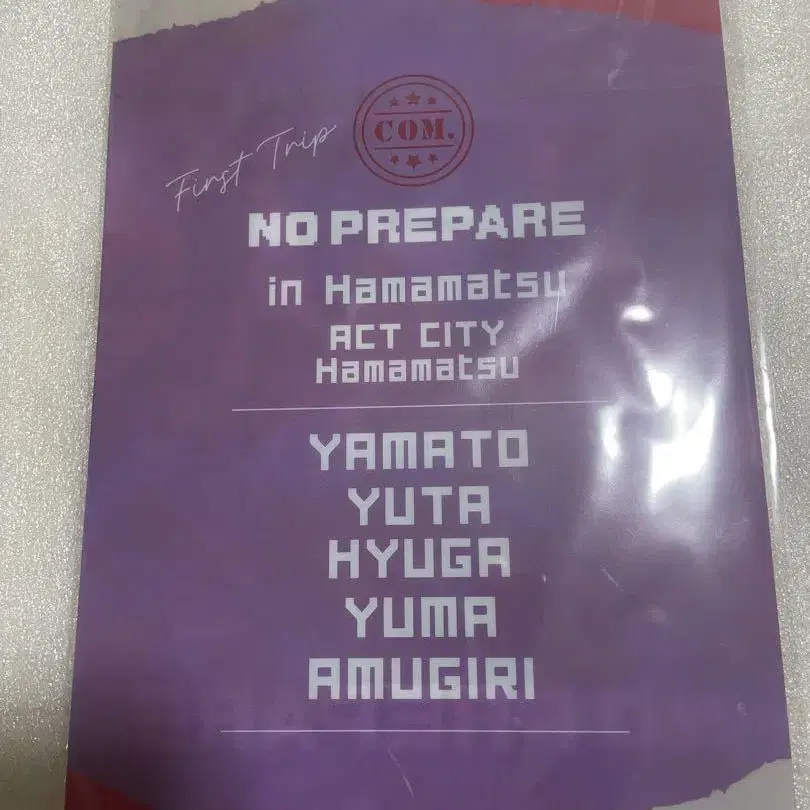 COM.
First Trip
NO PREPARE
in Hamamatsu
ACT CITY
Hamamatsu
YAMATO
YUTA
HYUGA
YUMA
AMUGIRI